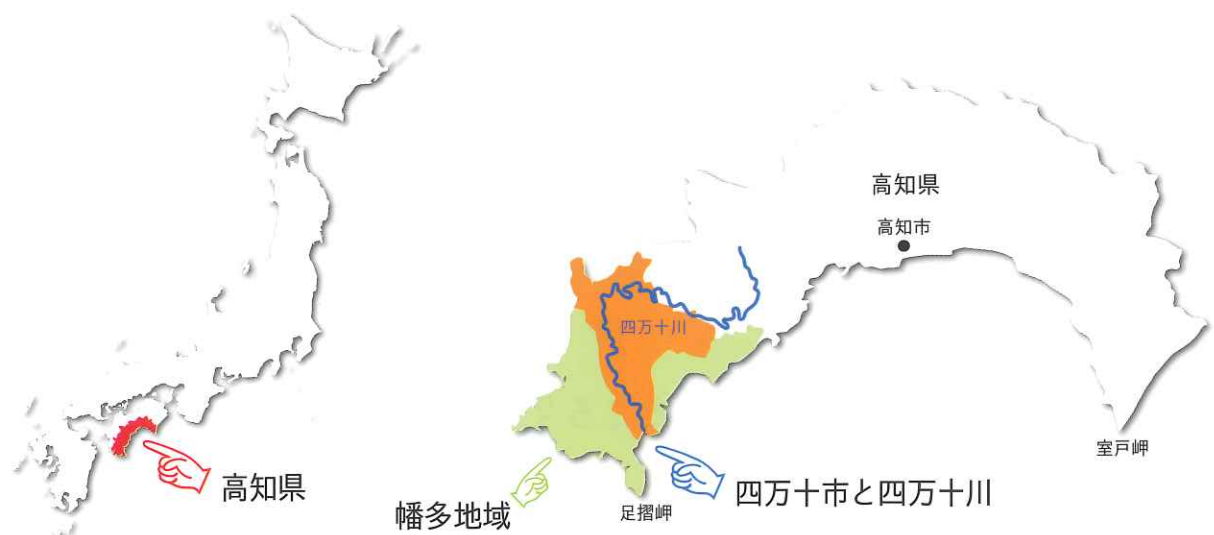 高知県
高知市
四万十川
室戸岬
高知県
四万十市と四万十川
幡多地域
足摺岬